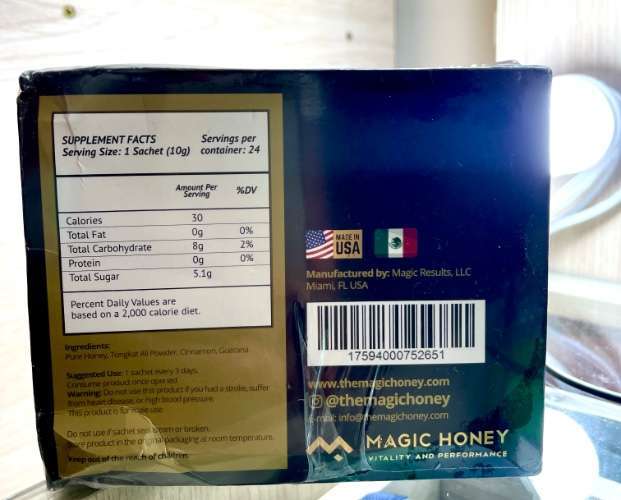 SUPPLEMENT FACTS
Servings per
Serving Size: 1 Sachet (10g)
container: 24
Amount Per
Serving
%DV
Calories 30
Total Fat 0g 0%
Total Carbohydrate 8g 2%
Protein 0g 0%
Total Sugar 5.1g
Percent Daily Values are
based on a 2,000 calorie diet.
Ingredients:
Pure Honey, Tongkat Ali Powder, Cinnamon, Guarana
Suggested Use: 1 sachet every 3 days.
Consume product once opened
Warning: Do not use this product if you had a stroke, suffer
from heart disease, or high blood pressure.
This product is for male use
Do not use if sachet seal is torn or broken.
Store product in the original packaging at room temperature.
Keep out of the reach of children.
MADE IN
USA
Manufactured by: Magic Results, LLC
Miami, FL USA
17594000752651
www.themagichoney.com
@themagichoney
e-mail: info@themagichoney.com
MAGIC HONEY
VITALITY AND PERFORMANCE